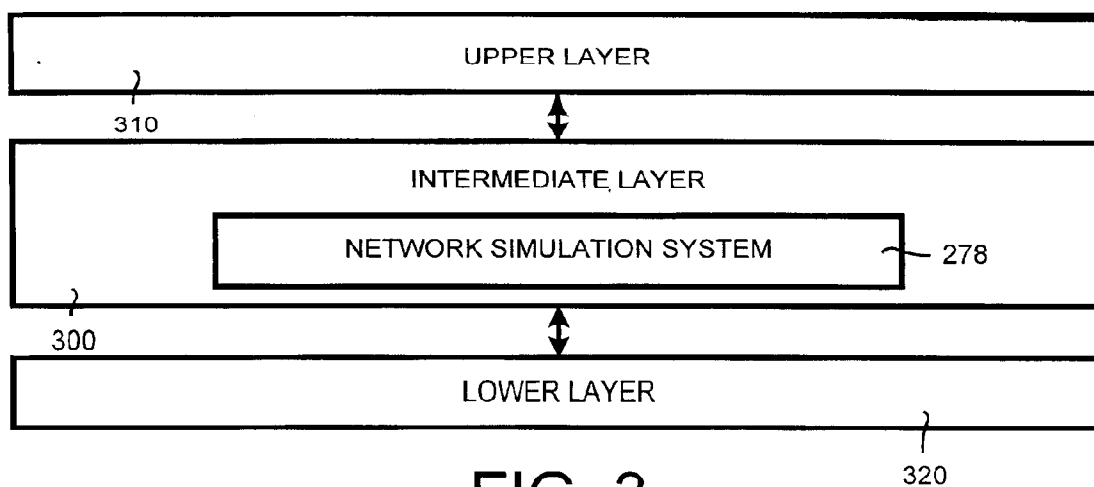 UPPER LAYER
310
INTERMEDIATE LAYER
NETWORK SIMULATION SYSTEM
278
300
LOWER LAYER
320